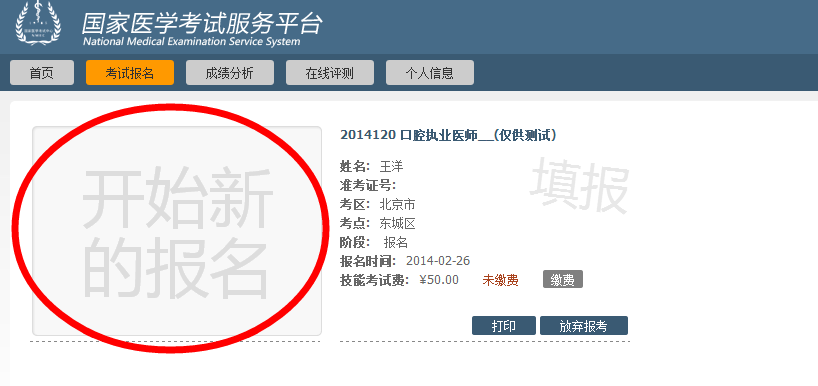 国家医学考试服务平台
National Medical Examination Service System
首页
考试报名
成绩分析
在线评测
个人信息
开始新
的报名
2014120 口腔执业医师__(仅供测试)
填报
姓名： 王洋
准考证号：
考区： 北京市
考点： 东城区
阶段： 报名
报名时间： 2014-02-26
技能考试费： ¥50.00 未缴费 缴费
打印 放弃报考